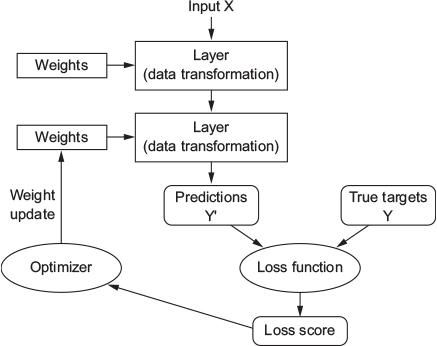 Input X
Layer
(data transformation)
Weights
Layer
(data transformation)
Weights
Weight
update
Predictions
Y'
True targets
Y
Optimizer
Loss function
Loss score